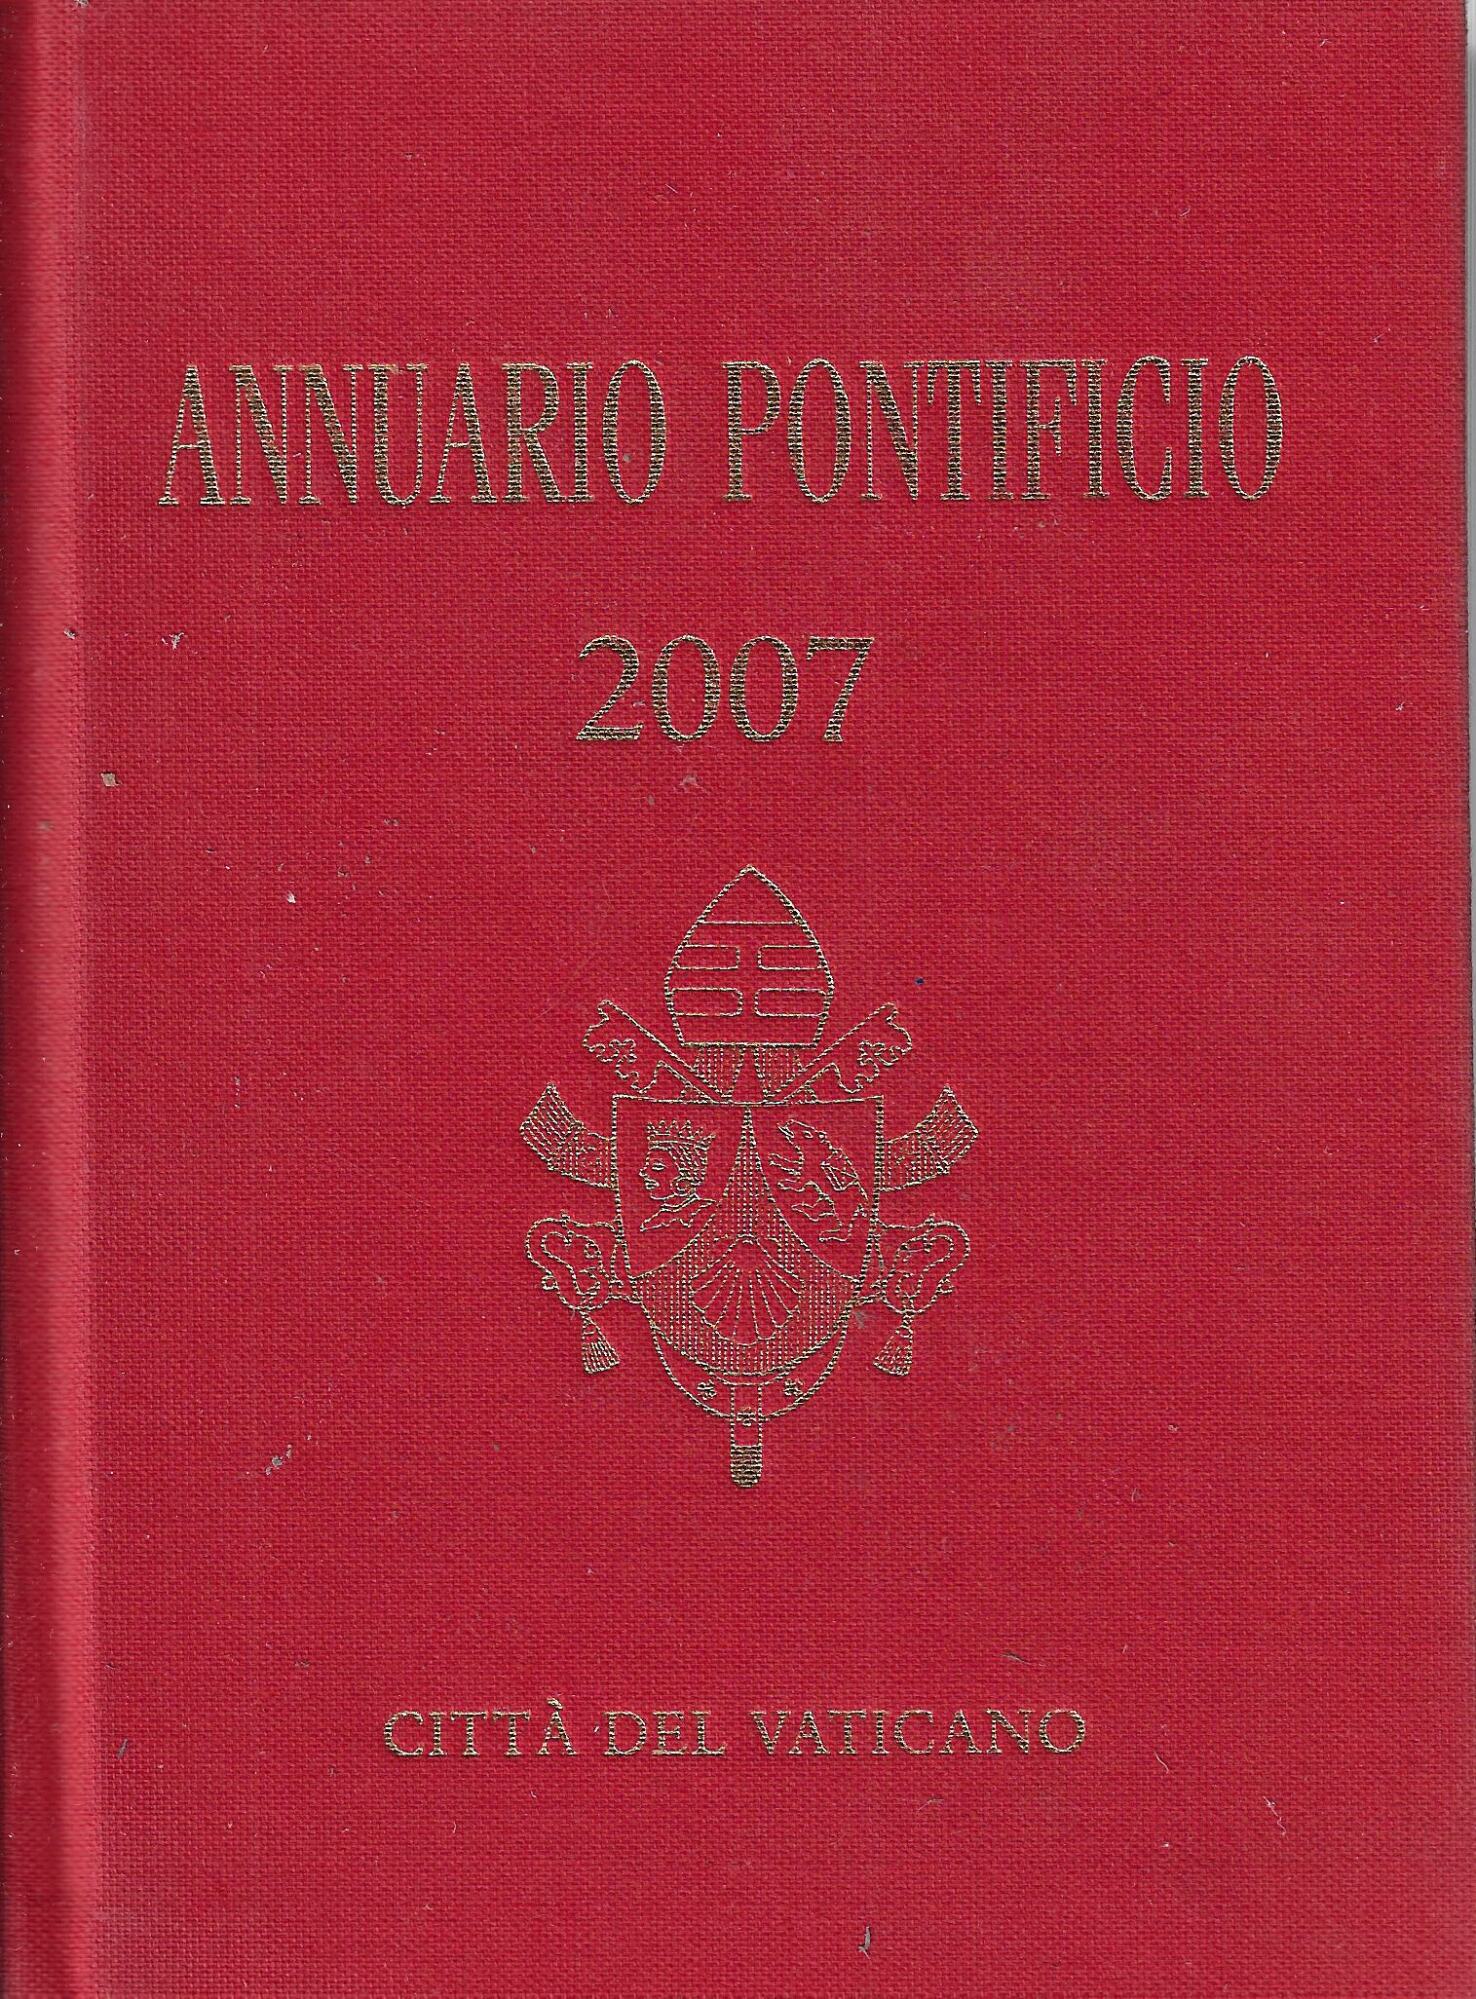 ANNUARIO PONTIFICIO
2007
CITTÀ DEL VATICANO